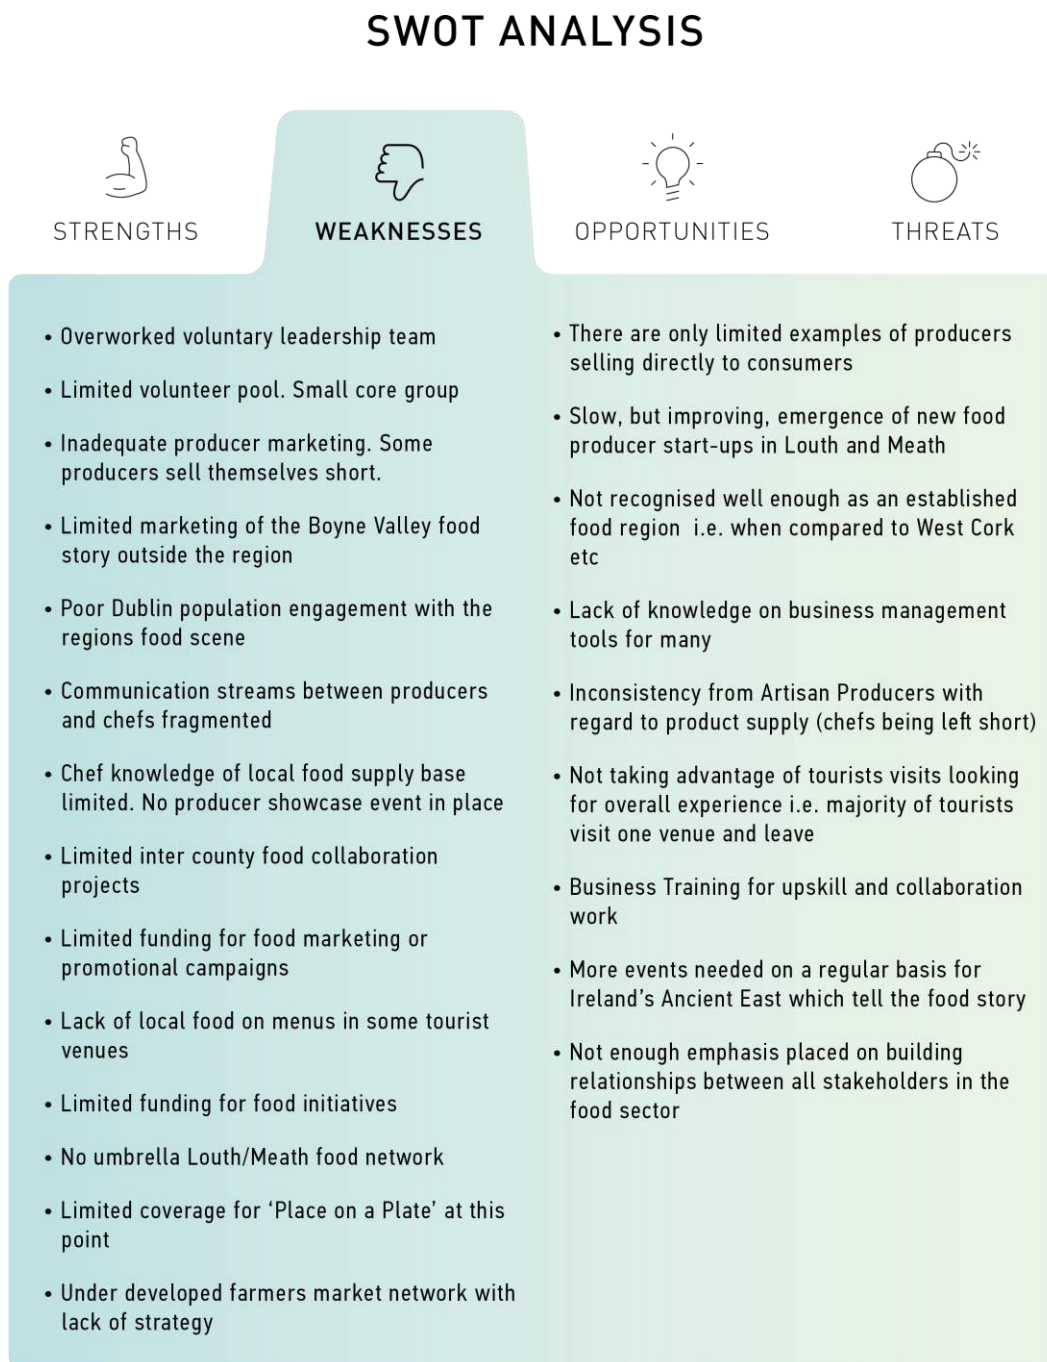 SWOT ANALYSIS
STRENGTHS
WEAKNESSES
OPPORTUNITIES
THREATS
• Overworked voluntary leadership team
• Limited volunteer pool. Small core group
• Inadequate producer marketing. Some
producers sell themselves short.
• Limited marketing of the Boyne Valley food
story outside the region
• Poor Dublin population engagement with the
regions food scene
• Communication streams between producers
and chefs fragmented
• Chef knowledge of local food supply base
limited. No producer showcase event in place
• Limited inter county food collaboration
projects
• Limited funding for food marketing or
promotional campaigns
• Lack of local food on menus in some tourist
venues
• Limited funding for food initiatives
• No umbrella Louth/Meath food network
• Limited coverage for ‘Place on a Plate’ at this
point
• Under developed farmers market network with
lack of strategy
• There are only limited examples of producers
selling directly to consumers
• Slow, but improving, emergence of new food
producer start-ups in Louth and Meath
• Not recognised well enough as an established
food region i.e. when compared to West Cork
etc
• Lack of knowledge on business management
tools for many
• Inconsistency from Artisan Producers with
regard to product supply (chefs being left short)
• Not taking advantage of tourists visits looking
for overall experience i.e. majority of tourists
visit one venue and leave
• Business Training for upskill and collaboration
work
• More events needed on a regular basis for
Ireland’s Ancient East which tell the food story
• Not enough emphasis placed on building
relationships between all stakeholders in the
food sector